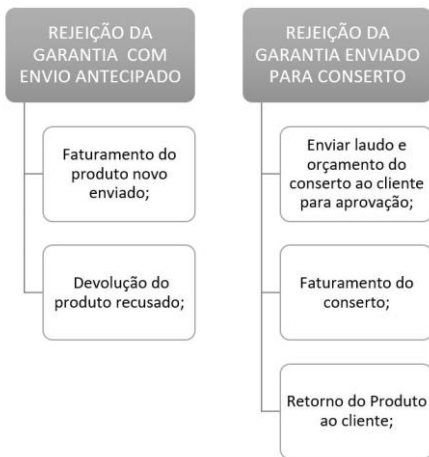 REJEIÇÃO DA
GARANTIA COM
ENVIO ANTECIPADO
Faturamento do
produto novo
enviado;
Devolução do
produto recusado;
REJEIÇÃO DA
GARANTIA ENVIADO
PARA CONSERTO
Enviar laudo e
orçamento do
conserto ao cliente
para aprovação;
Faturamento do
conserto;
Retorno do Produto
ao cliente;